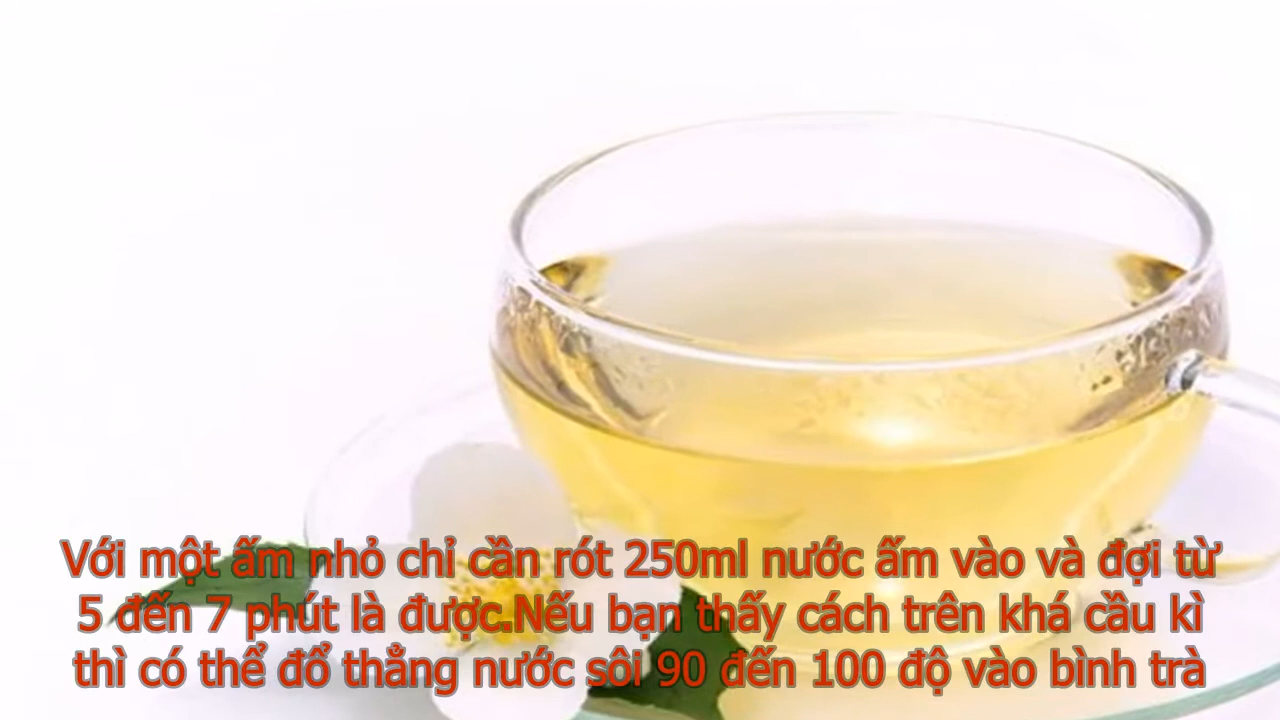 Với một ấm nhỏ chỉ cần rót 250ml nước ấm vào và đợi từ
5 đến 7 phút là được.Nếu bạn thấy cách trên khá cầu kì
thì có thể đổ thẳng nước sôi 90 đến 100 độ vào bình trà